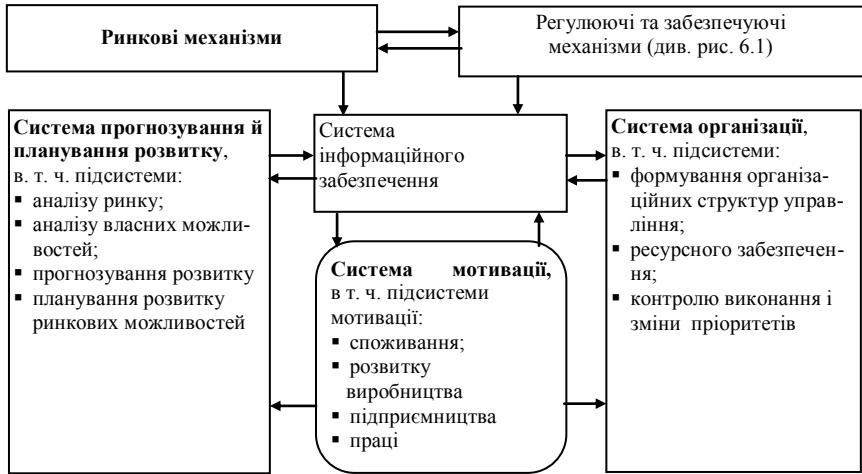 Ринкові механізми
Регулюючі та забезпечуючі
механізми (див. рис. 6.1)
Система прогнозування й
планування розвитку,
в. т. ч. підсистеми:
▪ аналізу ринку;
▪ аналізу власних можли-
востей;
▪ прогнозування розвитку
▪ планування розвитку
ринкових можливостей
Система
інформаційного
забезпечення
Система мотивації,
в т. ч. підсистеми
мотивації:
▪ споживання;
▪ розвитку
виробництва
▪ підприємництва
▪ праці
Система організації,
в т. ч. підсистеми:
▪ формування організа-
ційних структур управ-
ління;
▪ ресурсного забезпечен-
ня;
▪ контролю виконання і
зміни пріоритетів